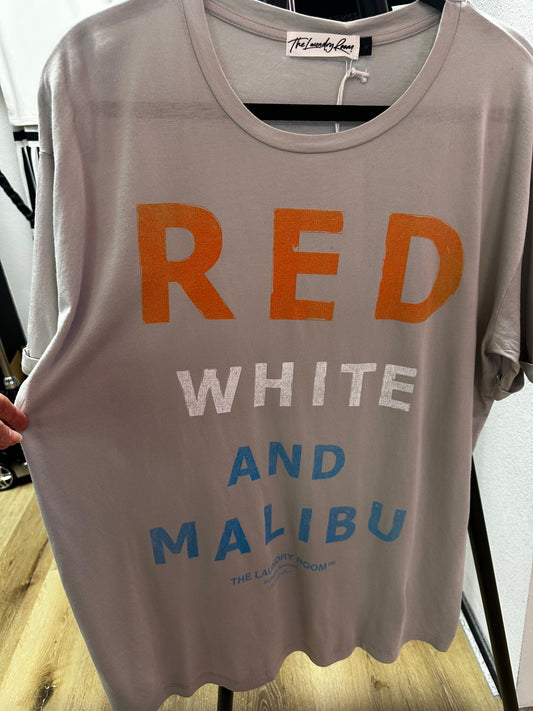 The Laundry Room
RED
WHITE
AND
MALIBU
THE LAUNDRY ROOM™